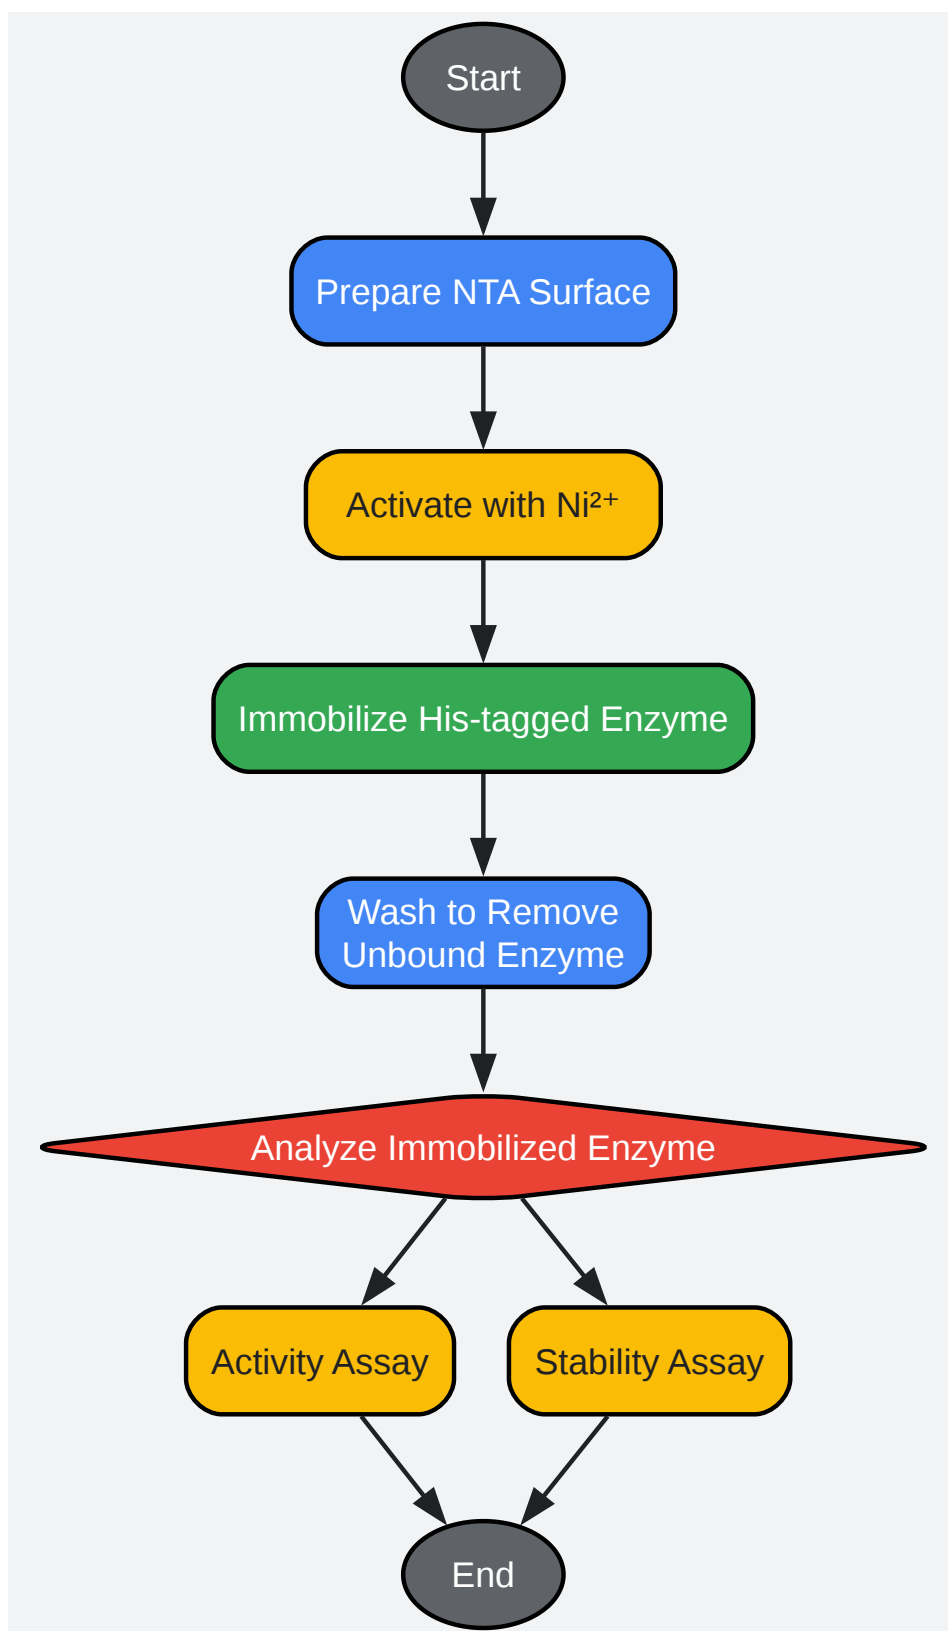 Start
Prepare NTA Surface
Activate with Ni²⁺
Immobilize His-tagged Enzyme
Wash to Remove
Unbound Enzyme
Analyze Immobilized Enzyme
Activity Assay
Stability Assay
End